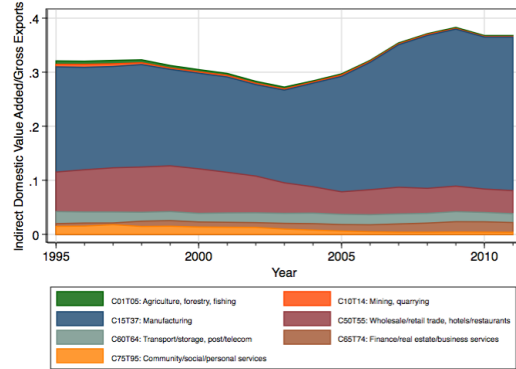 Indirect Domestic Value Added/Gross Exports
.4
.3
.2
.1
0
1995
2000
2005
2010
Year
C01T05: Agriculture, forestry, fishing
C10T14: Mining, quarrying
C15T37: Manufacturing
C50T55: Wholesale/retail trade, hotels/restaurants
C60T64: Transport/storage, post/telecom
C65T74: Finance/real estate/business services
C75T95: Community/social/personal services